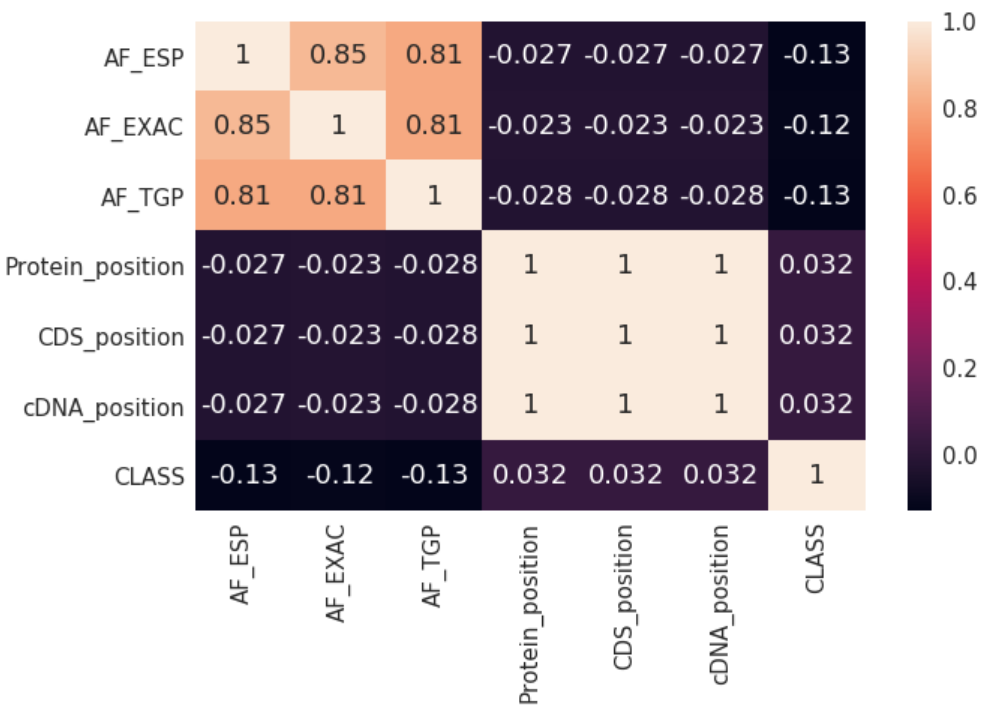 AF_ESP 1 0.85 0.81 -0.027 -0.027 -0.027 -0.13
AF_EXAC 0.85 1 0.81 -0.023 -0.023 -0.023 -0.12
AF_TGP 0.81 0.81 1 -0.028 -0.028 -0.028 -0.13
Protein_position -0.027 -0.023 -0.028 1 1 1 0.032
CDS_position -0.027 -0.023 -0.028 1 1 1 0.032
cDNA_position -0.027 -0.023 -0.028 1 1 1 0.032
CLASS -0.13 -0.12 -0.13 0.032 0.032 0.032 1
AF_ESP
AF_EXAC
AF_TGP
Protein_position
CDS_position
cDNA_position
CLASS
1.0
0.8
0.6
0.4
0.2
0.0